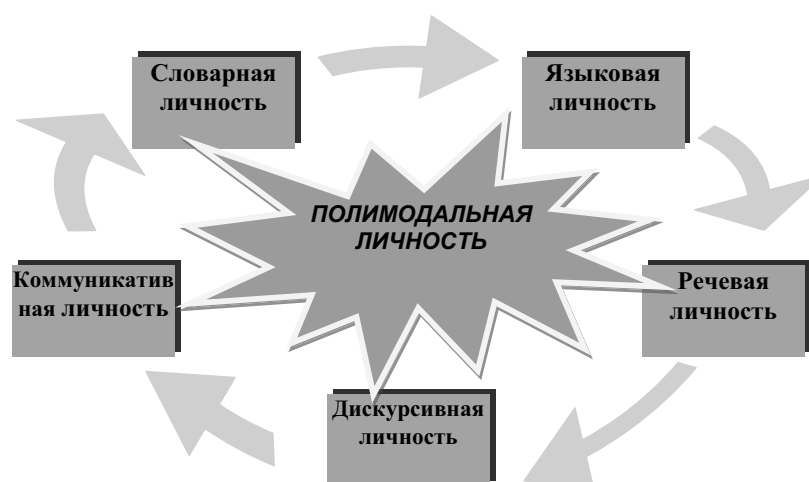 Словарная
личность
Языковая
личность
ПОЛИМОДАЛЬНАЯ
ЛИЧНОСТЬ
Коммуникатив
ная личность
Речевая
личность
Дискурсивная
личность